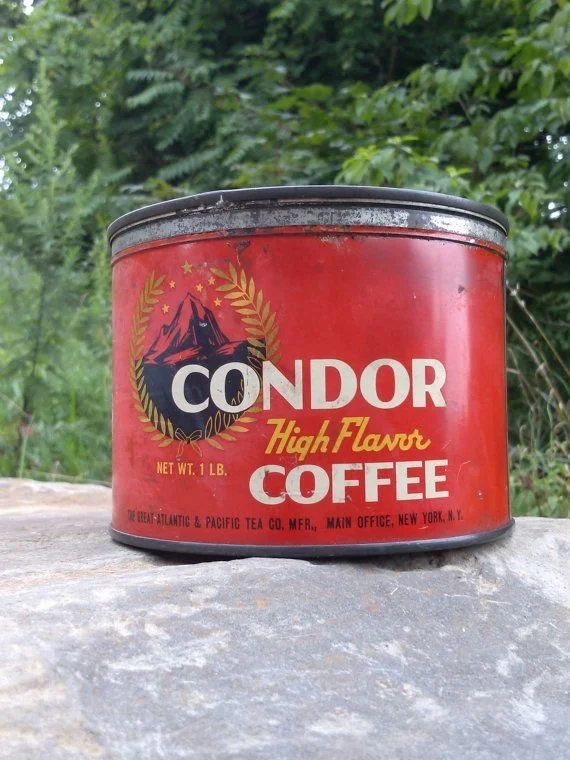 CONDOR
High Flavor
NET WT. 1 LB.
COFFEE
THE GREAT ATLANTIC & PACIFIC TEA CO. MFR., MAIN OFFICE, NEW YORK, N.Y.